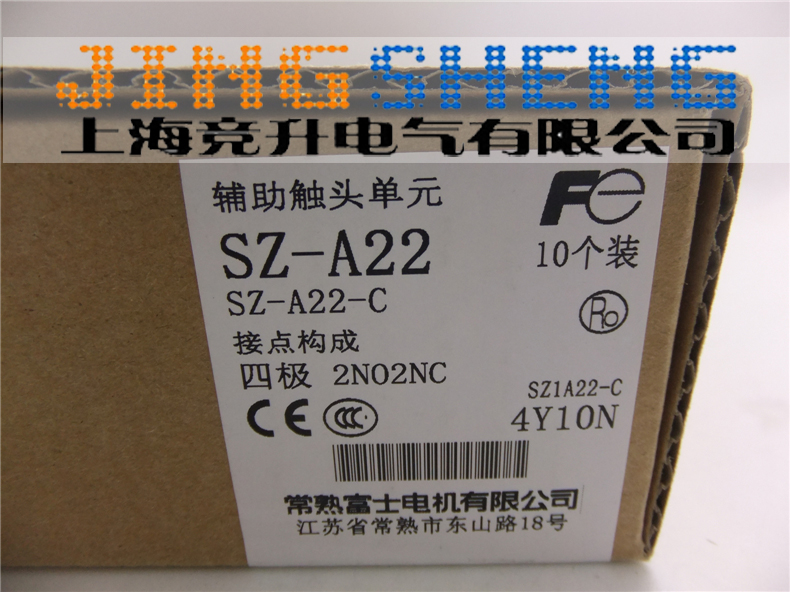 JINGSHENG
上海竞升电气有限公司
辅助触头单元
Fe
SZ-A22
10个装
SZ-A22-C
Ro
接点构成
四极 2NO2NC
SZ1A22-C
CE CCC
4Y10N
常熟富士电机有限公司
江苏省常熟市东山路18号